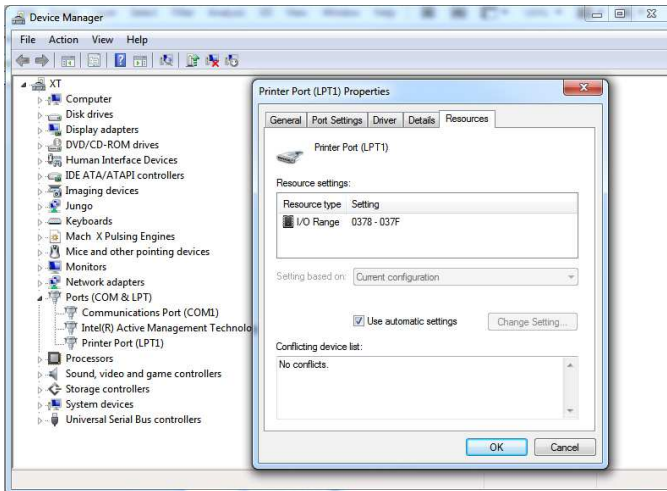 Device Manager
File Action View Help
XT
Computer
Disk drives
Display adapters
DVD/CD-ROM drives
Human Interface Devices
IDE ATA/ATAPI controllers
Imaging devices
Jungo
Keyboards
Mach X Pulsing Engines
Mice and other pointing devices
Monitors
Network adapters
Ports (COM & LPT)
Communications Port (COM1)
Intel(R) Active Management Technolo
Printer Port (LPT1)
Processors
Sound, video and game controllers
Storage controllers
System devices
Universal Serial Bus controllers
Printer Port (LPT1) Properties
General Port Settings Driver Details Resources
Printer Port (LPT1)
Resource settings:
Resource type Setting
I/O Range 0378 - 037F
Setting based on: Current configuration
Use automatic settings Change Setting...
Conflicting device list:
No conflicts.
OK Cancel